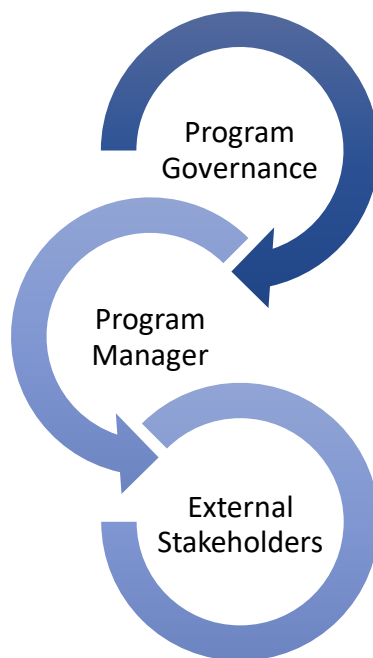 Program
Governance
Program
Manager
External
Stakeholders